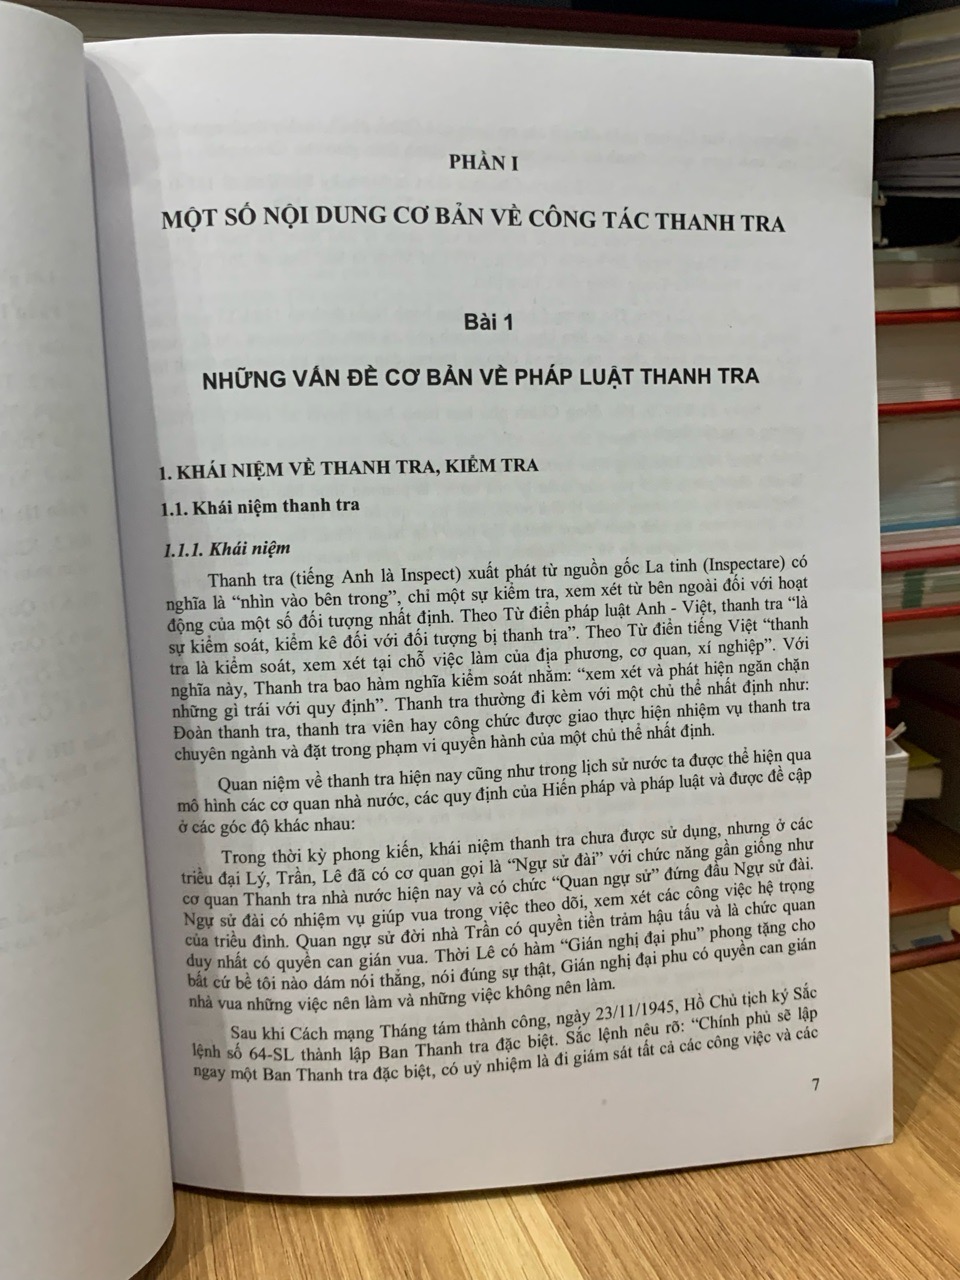 PHẦN I
MỘT SỐ NỘI DUNG CƠ BẢN VỀ CÔNG TÁC THANH TRA
Bài 1
NHỮNG VẤN ĐỀ CƠ BẢN VỀ PHÁP LUẬT THANH TRA
1. KHÁI NIỆM VỀ THANH TRA, KIỂM TRA
1.1. Khái niệm thanh tra
1.1.1. Khái niệm
Thanh tra (tiếng Anh là Inspect) xuất phát từ nguồn gốc La tinh (Inspectare) có
nghĩa là “nhìn vào bên trong”, chỉ một sự kiểm tra, xem xét từ bên ngoài đối với hoạt
động của một số đối tượng nhất định. Theo Từ điển pháp luật Anh - Việt, thanh tra “là
sự kiểm soát, kiểm kê đối với đối tượng bị thanh tra”. Theo Từ điển tiếng Việt “thanh
tra là kiểm soát, xem xét tại chỗ việc làm của địa phương, cơ quan, xí nghiệp”. Với
nghĩa này, Thanh tra bao hàm nghĩa kiểm soát nhằm: “xem xét và phát hiện ngăn chặn
những gì trái với quy định”. Thanh tra thường đi kèm với một chủ thể nhất định như:
Đoàn thanh tra, thanh tra viên hay công chức được giao thực hiện nhiệm vụ thanh tra
chuyên ngành và đặt trong phạm vi quyền hành của một chủ thể nhất định.
Quan niệm về thanh tra hiện nay cũng như trong lịch sử nước ta được thể hiện qua
mô hình các cơ quan nhà nước, các quy định của Hiến pháp và pháp luật và được đề cập
ở các góc độ khác nhau:
Trong thời kỳ phong kiến, khái niệm thanh tra chưa được sử dụng, nhưng ở các
triều đại Lý, Trần, Lê đã có cơ quan gọi là “Ngự sử đài” với chức năng gần giống như
cơ quan Thanh tra nhà nước hiện nay và có chức “Quan ngự sử” đứng đầu Ngự sử đài.
Ngự sử đài có nhiệm vụ giúp vua trong việc theo dõi, xem xét các công việc hệ trọng
của triều đình. Quan ngự sử đời nhà Trần có quyền tiền trảm hậu tấu và là chức quan
duy nhất có quyền can gián vua. Thời Lê có hàm “Gián nghị đại phu” phong tặng cho
bất cứ bề tôi nào dám nói thẳng, nói đúng sự thật, Gián nghị đại phu có quyền can gián
nhà vua những việc nên làm và những việc không nên làm.
Sau khi Cách mạng Tháng tám thành công, ngày 23/11/1945, Hồ Chủ tịch ký Sắc
lệnh số 64-SL thành lập Ban Thanh tra đặc biệt. Sắc lệnh nêu rõ: “Chính phủ sẽ lập
ngay một Ban Thanh tra đặc biệt, có uỷ nhiệm là đi giám sát tất cả các công việc và các
7